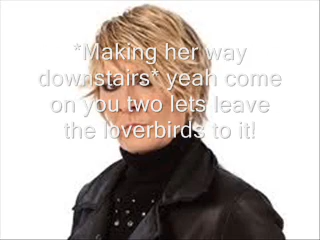 *Making her way
downstairs* yeah come
on you two lets leave
the loverbirds to it!